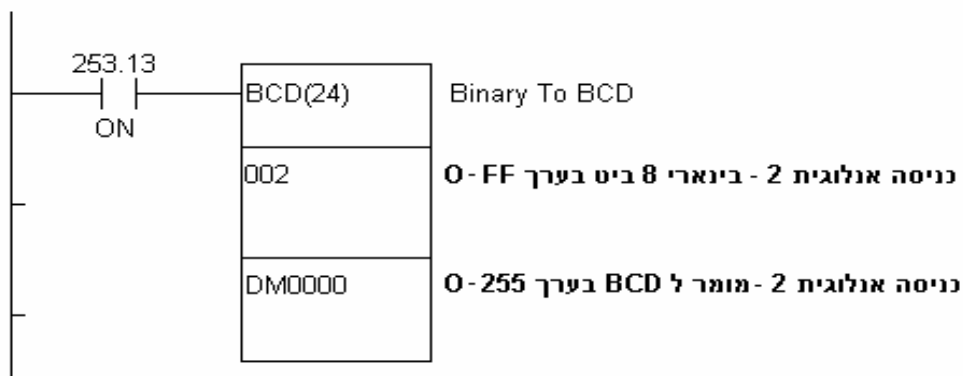 253.13
ON
BCD(24) Binary To BCD
002 כניסה אנלוגית 2 - בינארי 8 ביט בערך 0-FF
DM0000 כניסה אנלוגית 2 - מומר ל BCD בערך 0-255